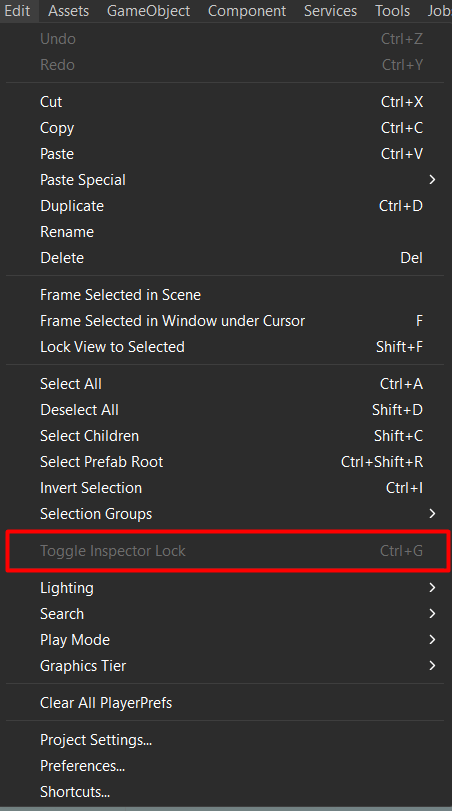 Edit Assets GameObject Component Services Tools Job
Undo Ctrl+Z
Redo Ctrl+Y
Cut Ctrl+X
Copy Ctrl+C
Paste Ctrl+V
Paste Special
Duplicate Ctrl+D
Rename
Delete Del
Frame Selected in Scene
Frame Selected in Window under Cursor F
Lock View to Selected Shift+F
Select All Ctrl+A
Deselect All Shift+D
Select Children Shift+C
Select Prefab Root Ctrl+Shift+R
Invert Selection Ctrl+I
Selection Groups
Toggle Inspector Lock Ctrl+G
Lighting
Search
Play Mode
Graphics Tier
Clear All PlayerPrefs
Project Settings...
Preferences...
Shortcuts...